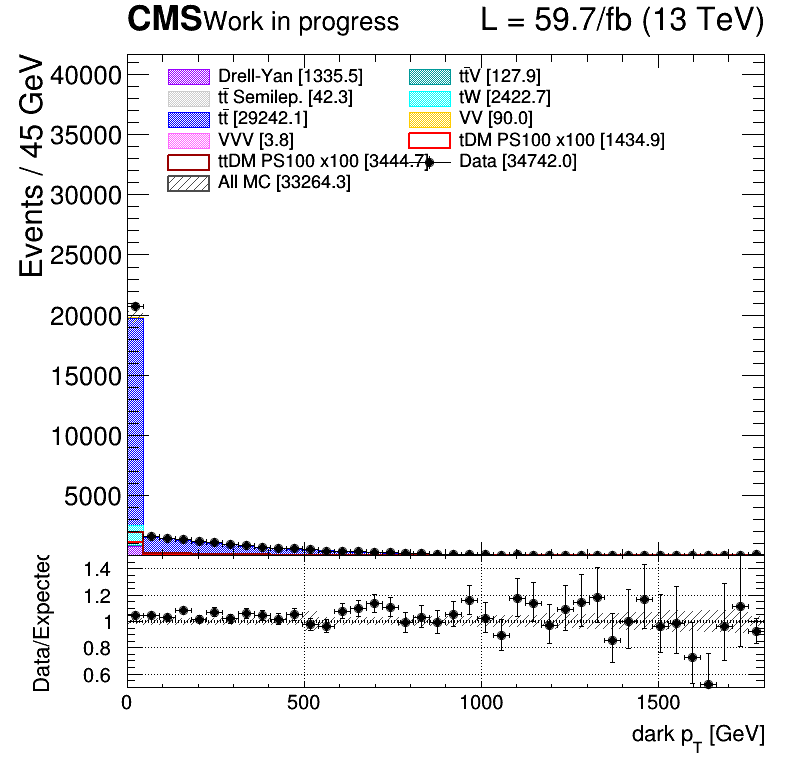 CMS Work in progress L = 59.7/fb (13 TeV)
Events / 45 GeV
40000
35000
30000
25000
20000
15000
10000
5000
Drell-Yan [1335.5]
tt̄ Semilep. [42.3]
tt̄ [29242.1]
VVV [3.8]
ttDM PS100 x100 [3444.7]
All MC [33264.3]
tt̄V [127.9]
tW [2422.7]
VV [90.0]
tDM PS100 x100 [1434.9]
Data [34742.0]
Data/Expected
1.4
1.2
1
0.8
0.6
0 500 1000 1500
dark p_T [GeV]